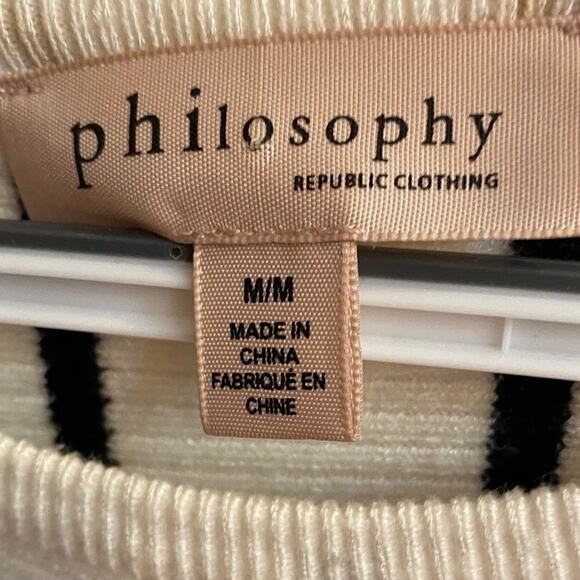 philosophy
REPUBLIC CLOTHING
M/M
MADE IN
CHINA
FABRIQUÉ EN
CHINE